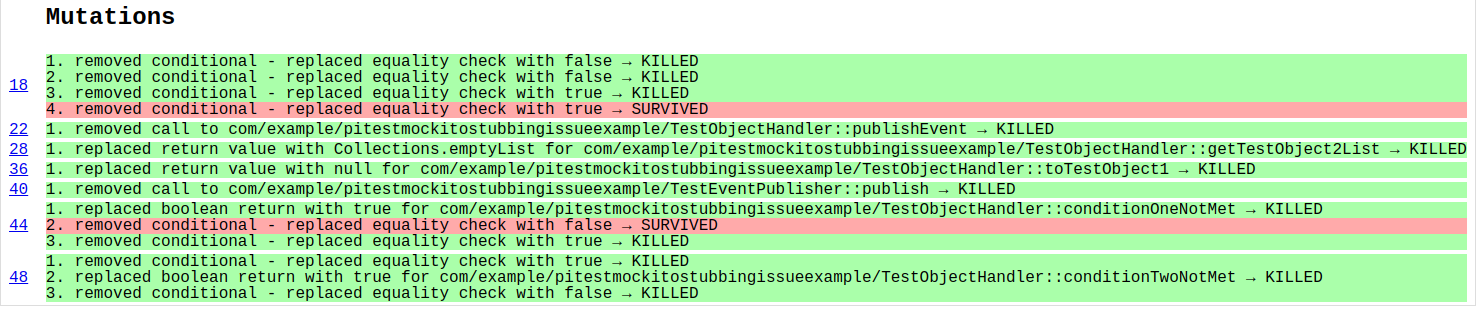 Mutations
18
1. removed conditional - replaced equality check with false → KILLED
2. removed conditional - replaced equality check with false → KILLED
3. removed conditional - replaced equality check with true → KILLED
4. removed conditional - replaced equality check with true → SURVIVED
22 1. removed call to com/example/pitestmockitostubbingissueexample/TestObjectHandler::publishEvent → KILLED
28 1. replaced return value with Collections.emptyList for com/example/pitestmockitostubbingissueexample/TestObjectHandler::getTestObject2List → KILLED
36 1. replaced return value with null for com/example/pitestmockitostubbingissueexample/TestObjectHandler::toTestObject1 → KILLED
40 1. removed call to com/example/pitestmockitostubbingissueexample/TestEventPublisher::publish → KILLED
44
1. replaced boolean return with true for com/example/pitestmockitostubbingissueexample/TestObjectHandler::conditionOneNotMet → KILLED
2. removed conditional - replaced equality check with false → SURVIVED
3. removed conditional - replaced equality check with true → KILLED
48
1. removed conditional - replaced equality check with true → KILLED
2. replaced boolean return with true for com/example/pitestmockitostubbingissueexample/TestObjectHandler::conditionTwoNotMet → KILLED
3. removed conditional - replaced equality check with false → KILLED